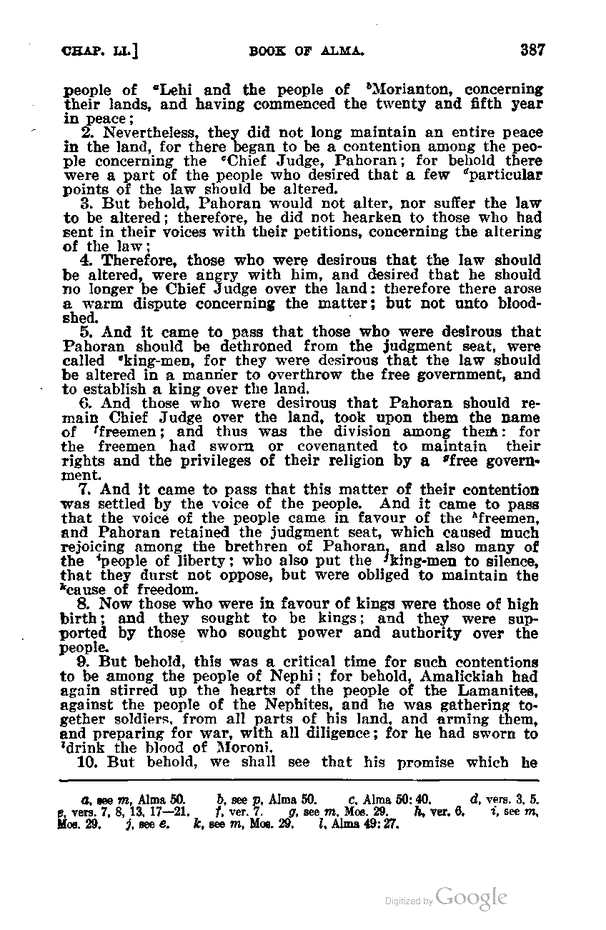 CHAP. LI.] BOOK OF ALMA. 387
people of ᵃLehi and the people of ᵇMorianton, concerning
their lands, and having commenced the twenty and fifth year
in peace;
2. Nevertheless, they did not long maintain an entire peace
in the land, for there began to be a contention among the peo-
ple concerning the ᶜChief Judge, Pahoran; for behold there
were a part of the people who desired that a few ᵈparticular
points of the law should be altered.
3. But behold, Pahoran would not alter, nor suffer the law
to be altered; therefore, he did not hearken to those who had
sent in their voices with their petitions, concerning the altering
of the law;
4. Therefore, those who were desirous that the law should
be altered, were angry with him, and desired that he should
no longer be Chief Judge over the land: therefore there arose
a warm dispute concerning the matter; but not unto blood-
shed.
5. And it came to pass that those who were desirous that
Pahoran should be dethroned from the judgment seat, were
called ᵉking-men, for they were desirous that the law should
be altered in a manner to overthrow the free government, and
to establish a king over the land.
6. And those who were desirous that Pahoran should re-
main Chief Judge over the land, took upon them the name
of ᶠfreemen; and thus was the division among them: for
the freemen had sworn or covenanted to maintain their
rights and the privileges of their religion by a ᵍfree govern-
ment.
7. And it came to pass that this matter of their contention
was settled by the voice of the people. And it came to pass
that the voice of the people came in favour of the ʰfreemen,
and Pahoran retained the judgment seat, which caused much
rejoicing among the brethren of Pahoran, and also many of
the ⁱpeople of liberty; who also put the ʲking-men to silence,
that they durst not oppose, but were obliged to maintain the
ᵏcause of freedom.
8. Now those who were in favour of kings were those of high
birth; and they sought to be kings; and they were sup-
ported by those who sought power and authority over the
people.
9. But behold, this was a critical time for such contentions
to be among the people of Nephi; for behold, Amalickiah had
again stirred up the hearts of the people of the Lamanites,
against the people of the Nephites, and he was gathering to-
gether soldiers, from all parts of his land, and arming them,
and preparing for war, with all diligence; for he had sworn to
ˡdrink the blood of Moroni.
10. But behold, we shall see that his promise which he
a, see m, Alma 50. b, see p, Alma 50. c, Alma 50: 40. d, vers. 3, 5.
e, vers. 7, 8, 13, 17—21. f, ver. 7. g, see m, Mos. 29. h, ver. 6. i, see m,
Mos. 29. j, see e. k, see m, Mos. 29. l, Alma 49: 27.
Digitized by Google